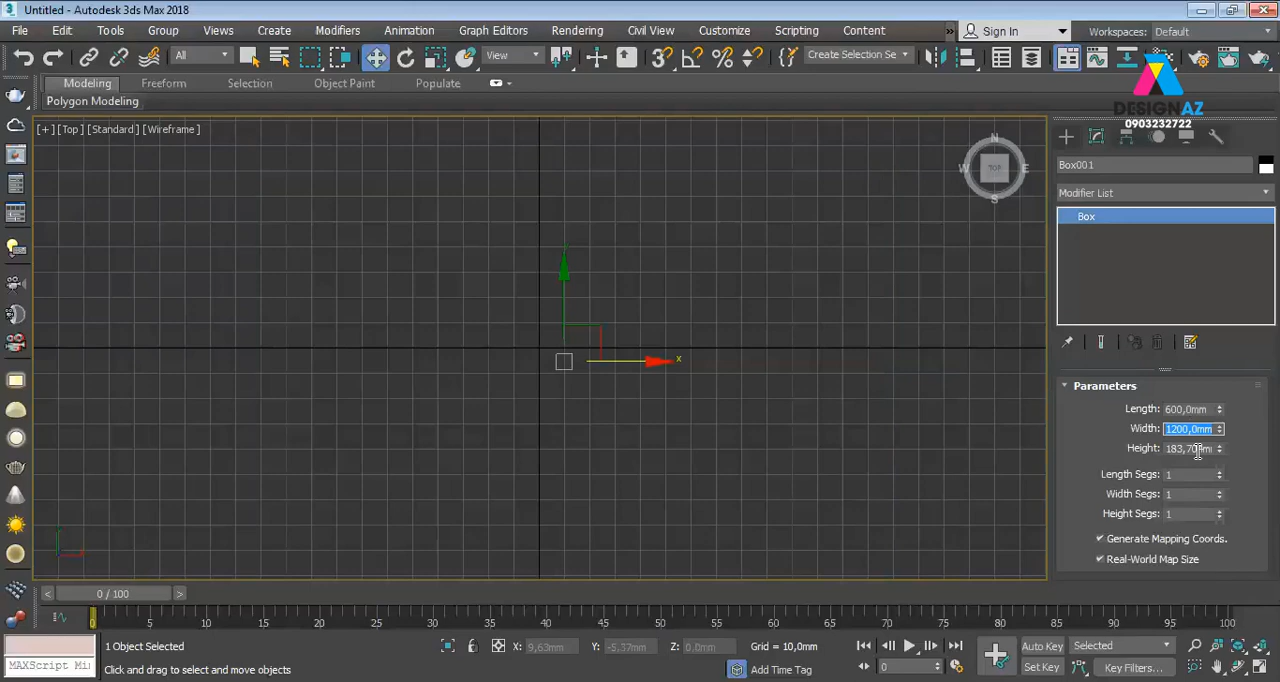 Untitled - Autodesk 3ds Max 2018
File Edit Tools Group Views Create Modifiers Animation Graph Editors Rendering Civil View Customize Scripting Content » Sign In Workspaces: Default
All View Create Selection Se
Modeling Freeform Selection Object Paint Populate
Polygon Modeling
DESIGNAZ
0903232722
[+] [Top] [Standard] [Wireframe]
N
W TOP E
S
x
Box001
Modifier List
Box
Parameters
Length: 600,0mm
Width: 1200,0mm
Height: 183,70
Length Segs: 1
Width Segs: 1
Height Segs: 1
Generate Mapping Coords.
Real-World Map Size
< 0 / 100 >
0 5 10 15 20 25 30 35 40 45 50 55 60 65 70 75 80 85 90 95 100
1 Object Selected X: 9,63mm Y: -5,37mm Z: 0,0mm Grid = 10,0mm Auto Key Selected
MAXScript Mi Click and drag to select and move objects Add Time Tag 0 Set Key Key Filters...